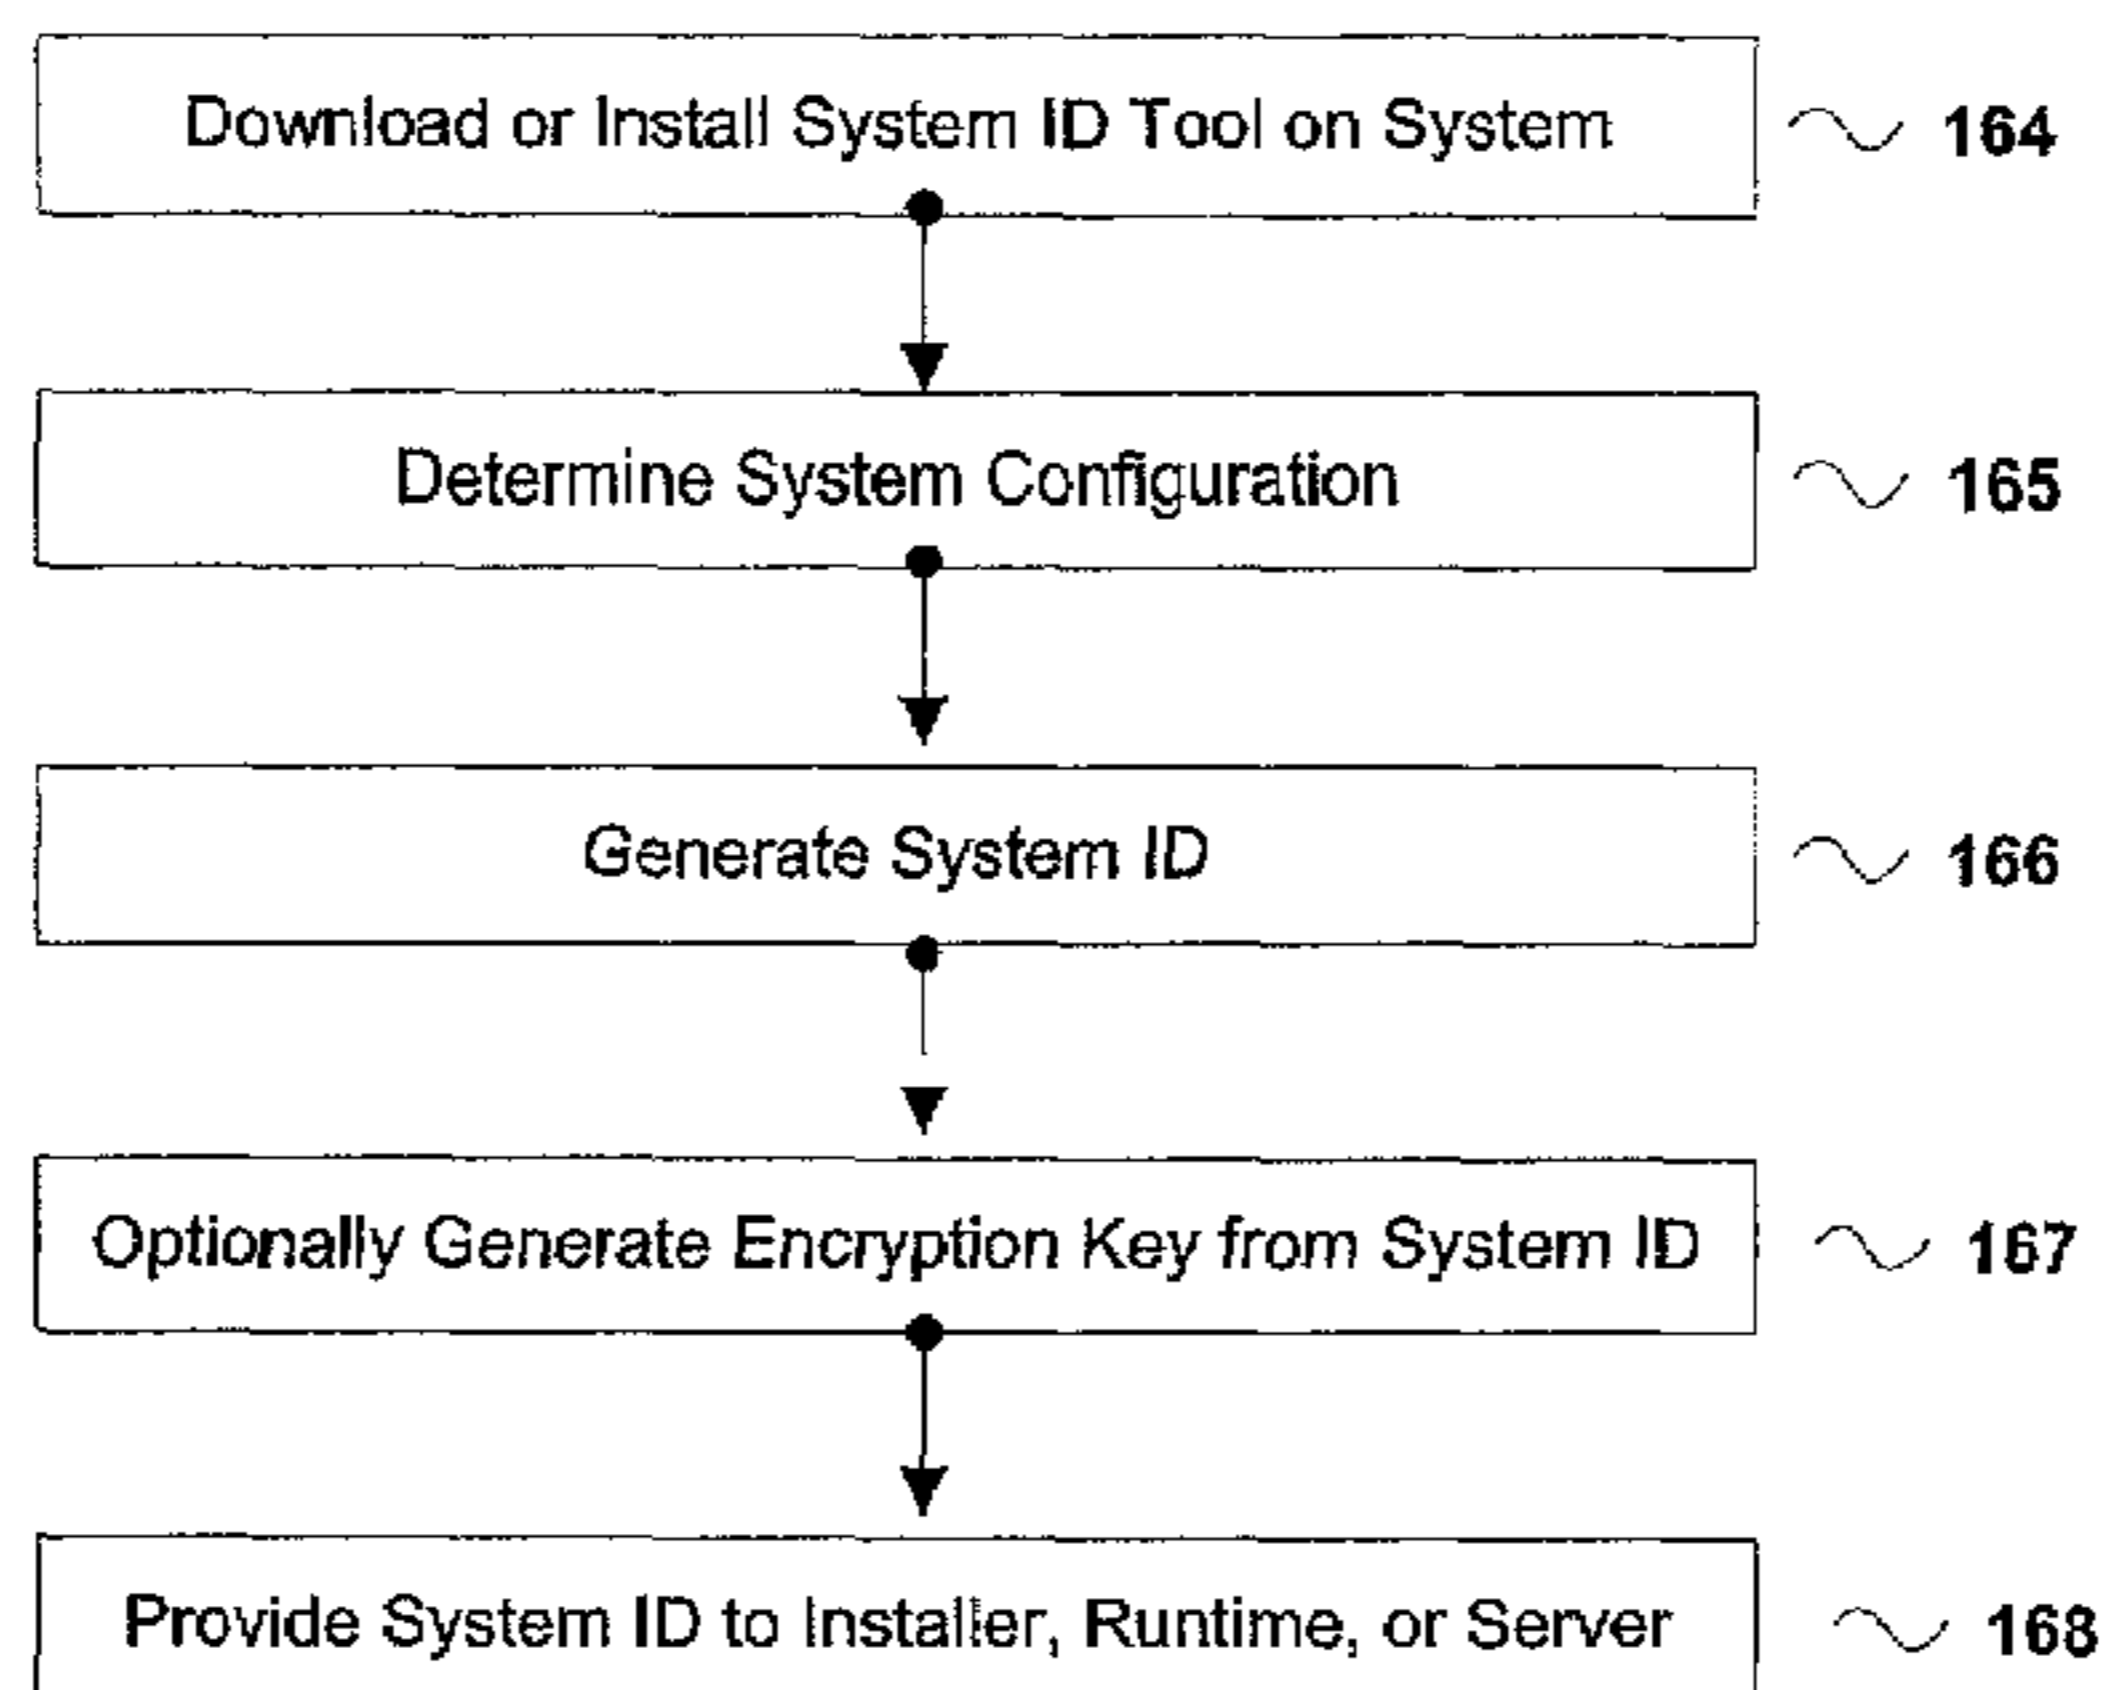 Download or Install System ID Tool on System 164
Determine System Configuration 165
Generate System ID 166
Optionally Generate Encryption Key from System ID 167
Provide System ID to Installer, Runtime, or Server 168